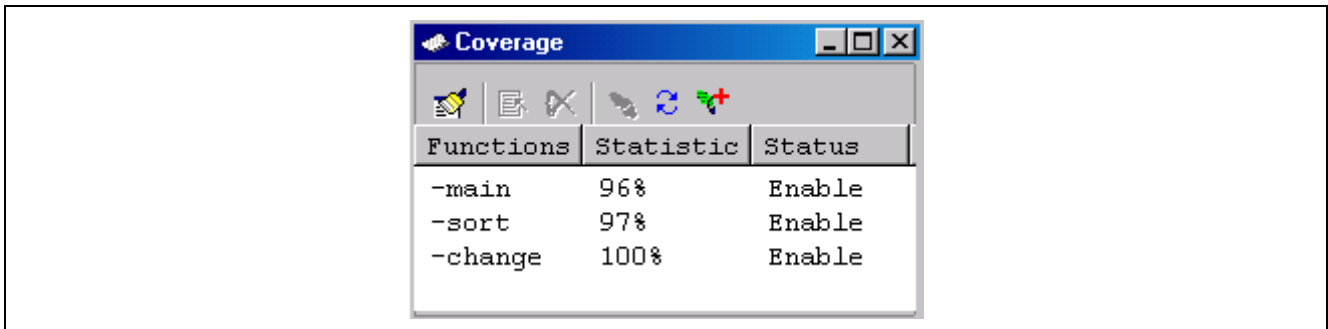 Coverage
Functions Statistic Status
-main 96% Enable
-sort 97% Enable
-change 100% Enable